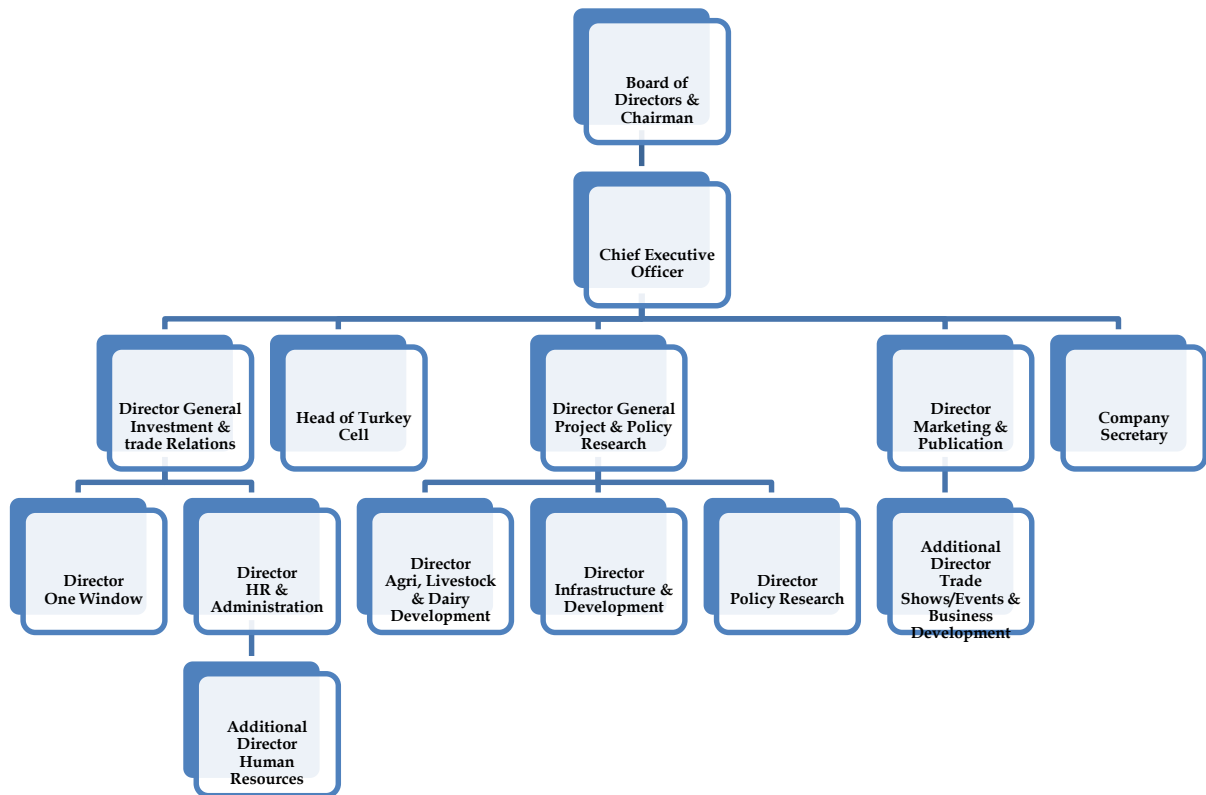 Board of
Directors &
Chairman
Chief Executive
Officer
Director General
Investment &
trade Relations
Head of Turkey
Cell
Director General
Project & Policy
Research
Director
Marketing &
Publication
Company
Secretary
Director
One Window
Director
HR &
Administration
Director
Agri, Livestock
& Dairy
Development
Director
Infrastructure &
Development
Director
Policy Research
Additional
Director
Trade
Shows/Events &
Business
Development
Additional
Director
Human
Resources